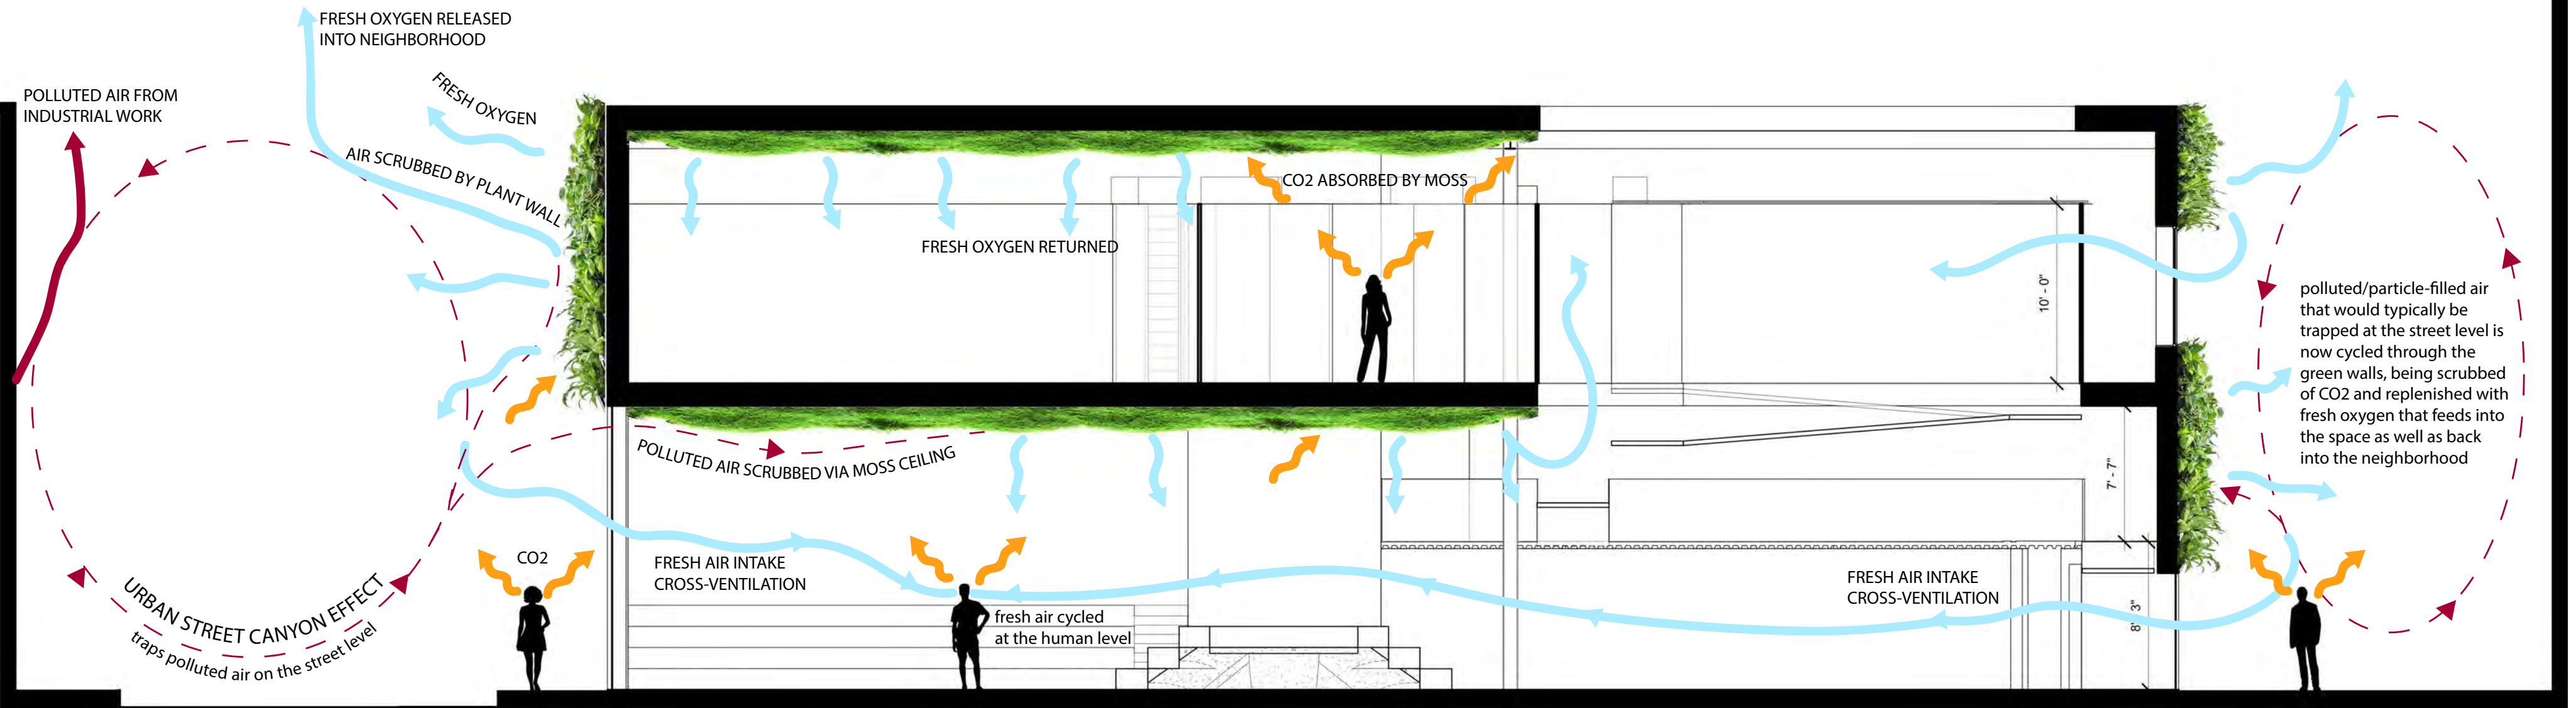 FRESH OXYGEN RELEASED
INTO NEIGHBORHOOD
POLLUTED AIR FROM
INDUSTRIAL WORK
FRESH OXYGEN
AIR SCRUBBED BY PLANT WALL
CO2 ABSORBED BY MOSS
FRESH OXYGEN RETURNED
10' - 0"
polluted/particle-filled air
that would typically be
trapped at the street level is
now cycled through the
green walls, being scrubbed
of CO2 and replenished with
fresh oxygen that feeds into
the space as well as back
into the neighborhood
POLLUTED AIR SCRUBBED VIA MOSS CEILING
7' - 7"
CO2
URBAN STREET CANYON EFFECT
traps polluted air on the street level
FRESH AIR INTAKE
CROSS-VENTILATION
fresh air cycled
at the human level
FRESH AIR INTAKE
CROSS-VENTILATION
8' 3"